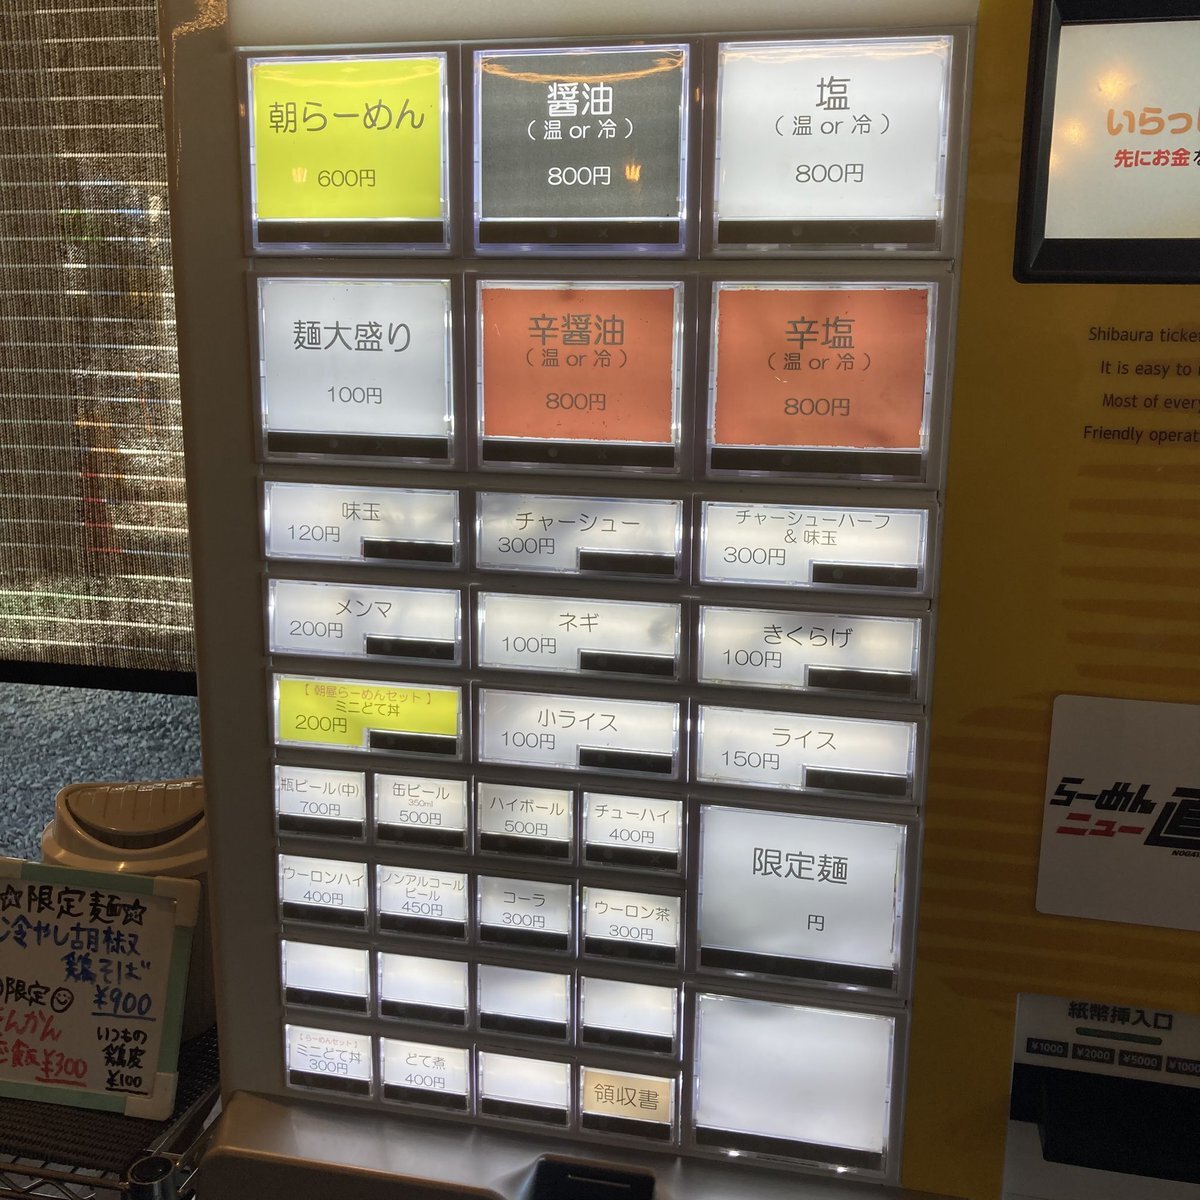 朝らーめん
600円
醤油
(温 or 冷)
800円
塩
(温 or 冷)
800円
麺大盛り
100円
辛醤油
(温 or 冷)
800円
辛塩
(温 or 冷)
800円
味玉
120円
チャーシュー
300円
チャーシューハーフ
& 味玉
300円
メンマ
200円
ネギ
100円
きくらげ
100円
【朝昼らーめんセット】
ミニどて丼
200円
小ライス
100円
ライス
150円
瓶ビール(中)
700円
缶ビール
350ml
500円
ハイボール
500円
チューハイ
400円
限定麺
円
ウーロンハイ
400円
ノンアルコール
ビール
450円
コーラ
300円
ウーロン茶
300円
【らーめんセット】
ミニどて丼
300円
どて煮
400円
領収書
いらっ
先にお金を
Shibaura ticke
It is easy to
Most of every
Friendly operat
らーめん
ニュー
紙幣挿入口
¥1000 ¥2000 ¥5000 ¥1000
☆限定麺☆
冷やし胡椒
鶏そば
¥900
限定
ご飯 ¥300
いつもの
鶏皮
¥100